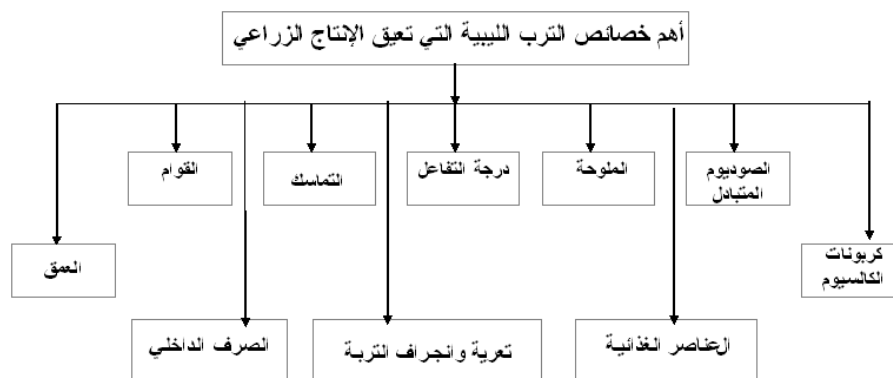 أهم خصائص الترب الليبية التي تعيق الإنتاج الزراعي
الصوديوم
المتبادل
الملوحة
درجة التفاعل
التماسك
القوام
كربونات
الكالسيوم
العمق
العناصر الغذائية
تعرية وانجراف التربة
الصرف الداخلي